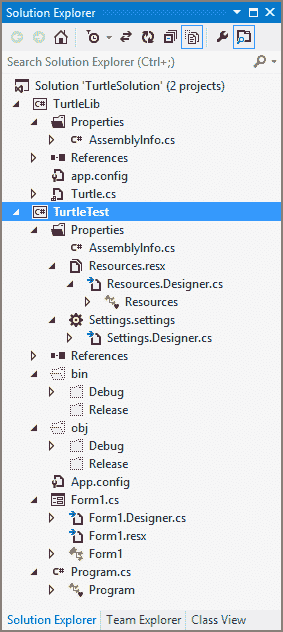 Solution Explorer
Search Solution Explorer (Ctrl+;)
Solution 'TurtleSolution' (2 projects)
C# TurtleLib
Properties
C# AssemblyInfo.cs
References
app.config
Turtle.cs
C# TurtleTest
Properties
C# AssemblyInfo.cs
Resources.resx
Resources.Designer.cs
Resources
Settings.settings
Settings.Designer.cs
References
bin
Debug
Release
obj
Debug
Release
App.config
Form1.cs
Form1.Designer.cs
Form1.resx
Form1
C# Program.cs
Program
Solution Explorer Team Explorer Class View